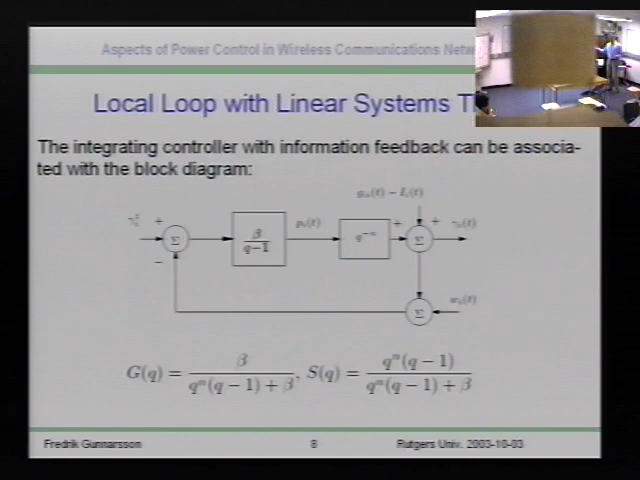 Aspects of Power Control in Wireless Communications Netw
Local Loop with Linear Systems T
The integrating controller with information feedback can be associa-
ted with the block diagram:
Σ
β
q−1
Σ
Σ
G(q) = β / (q^n(q − 1) + β), S(q) = q^n(q − 1) / (q^n(q − 1) + β)
Fredrik Gunnarsson 8 Rutgers Univ. 2003-10-03